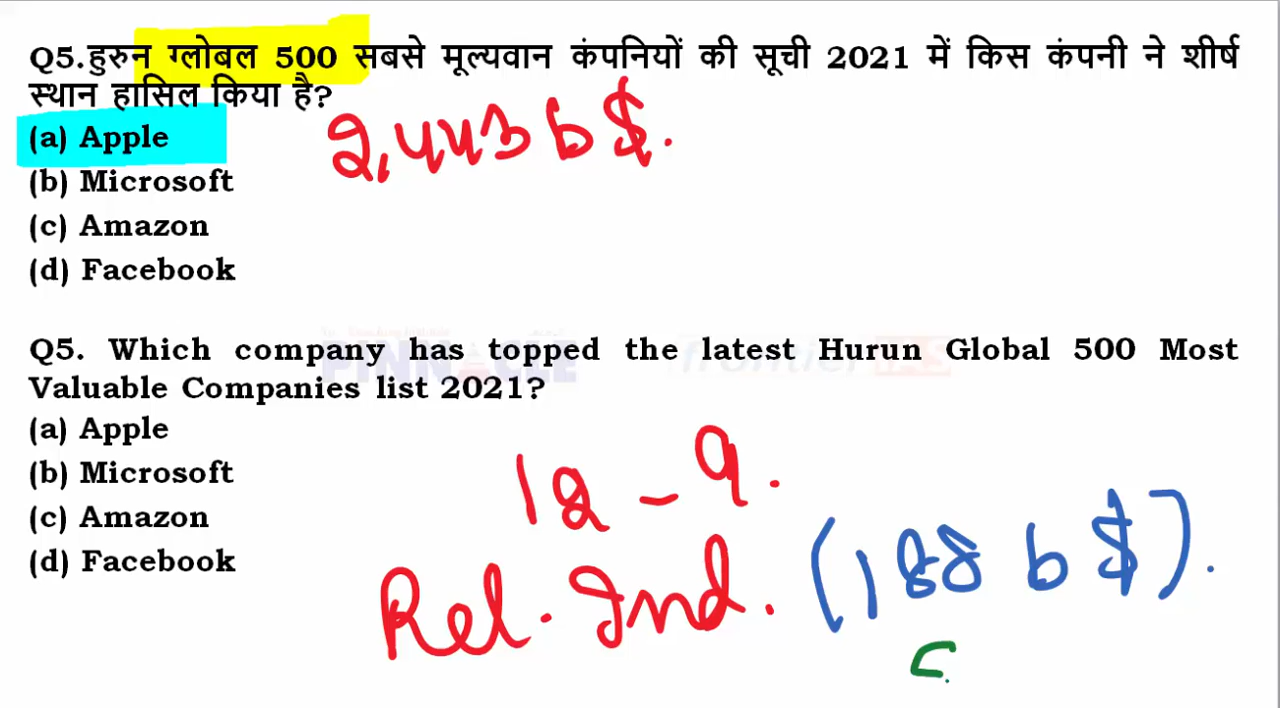 Q5.हुरुन ग्लोबल 500 सबसे मूल्यवान कंपनियों की सूची 2021 में किस कंपनी ने शीर्ष
स्थान हासिल किया है?
(a) Apple
2,443 b $.
(b) Microsoft
(c) Amazon
(d) Facebook
PINNACLE
Q5. Which company has topped the latest Hurun Global 500 Most
Valuable Companies list 2021?
(a) Apple
(b) Microsoft
12 - 9.
(c) Amazon
(d) Facebook
Rel. Ind. (188 b $).